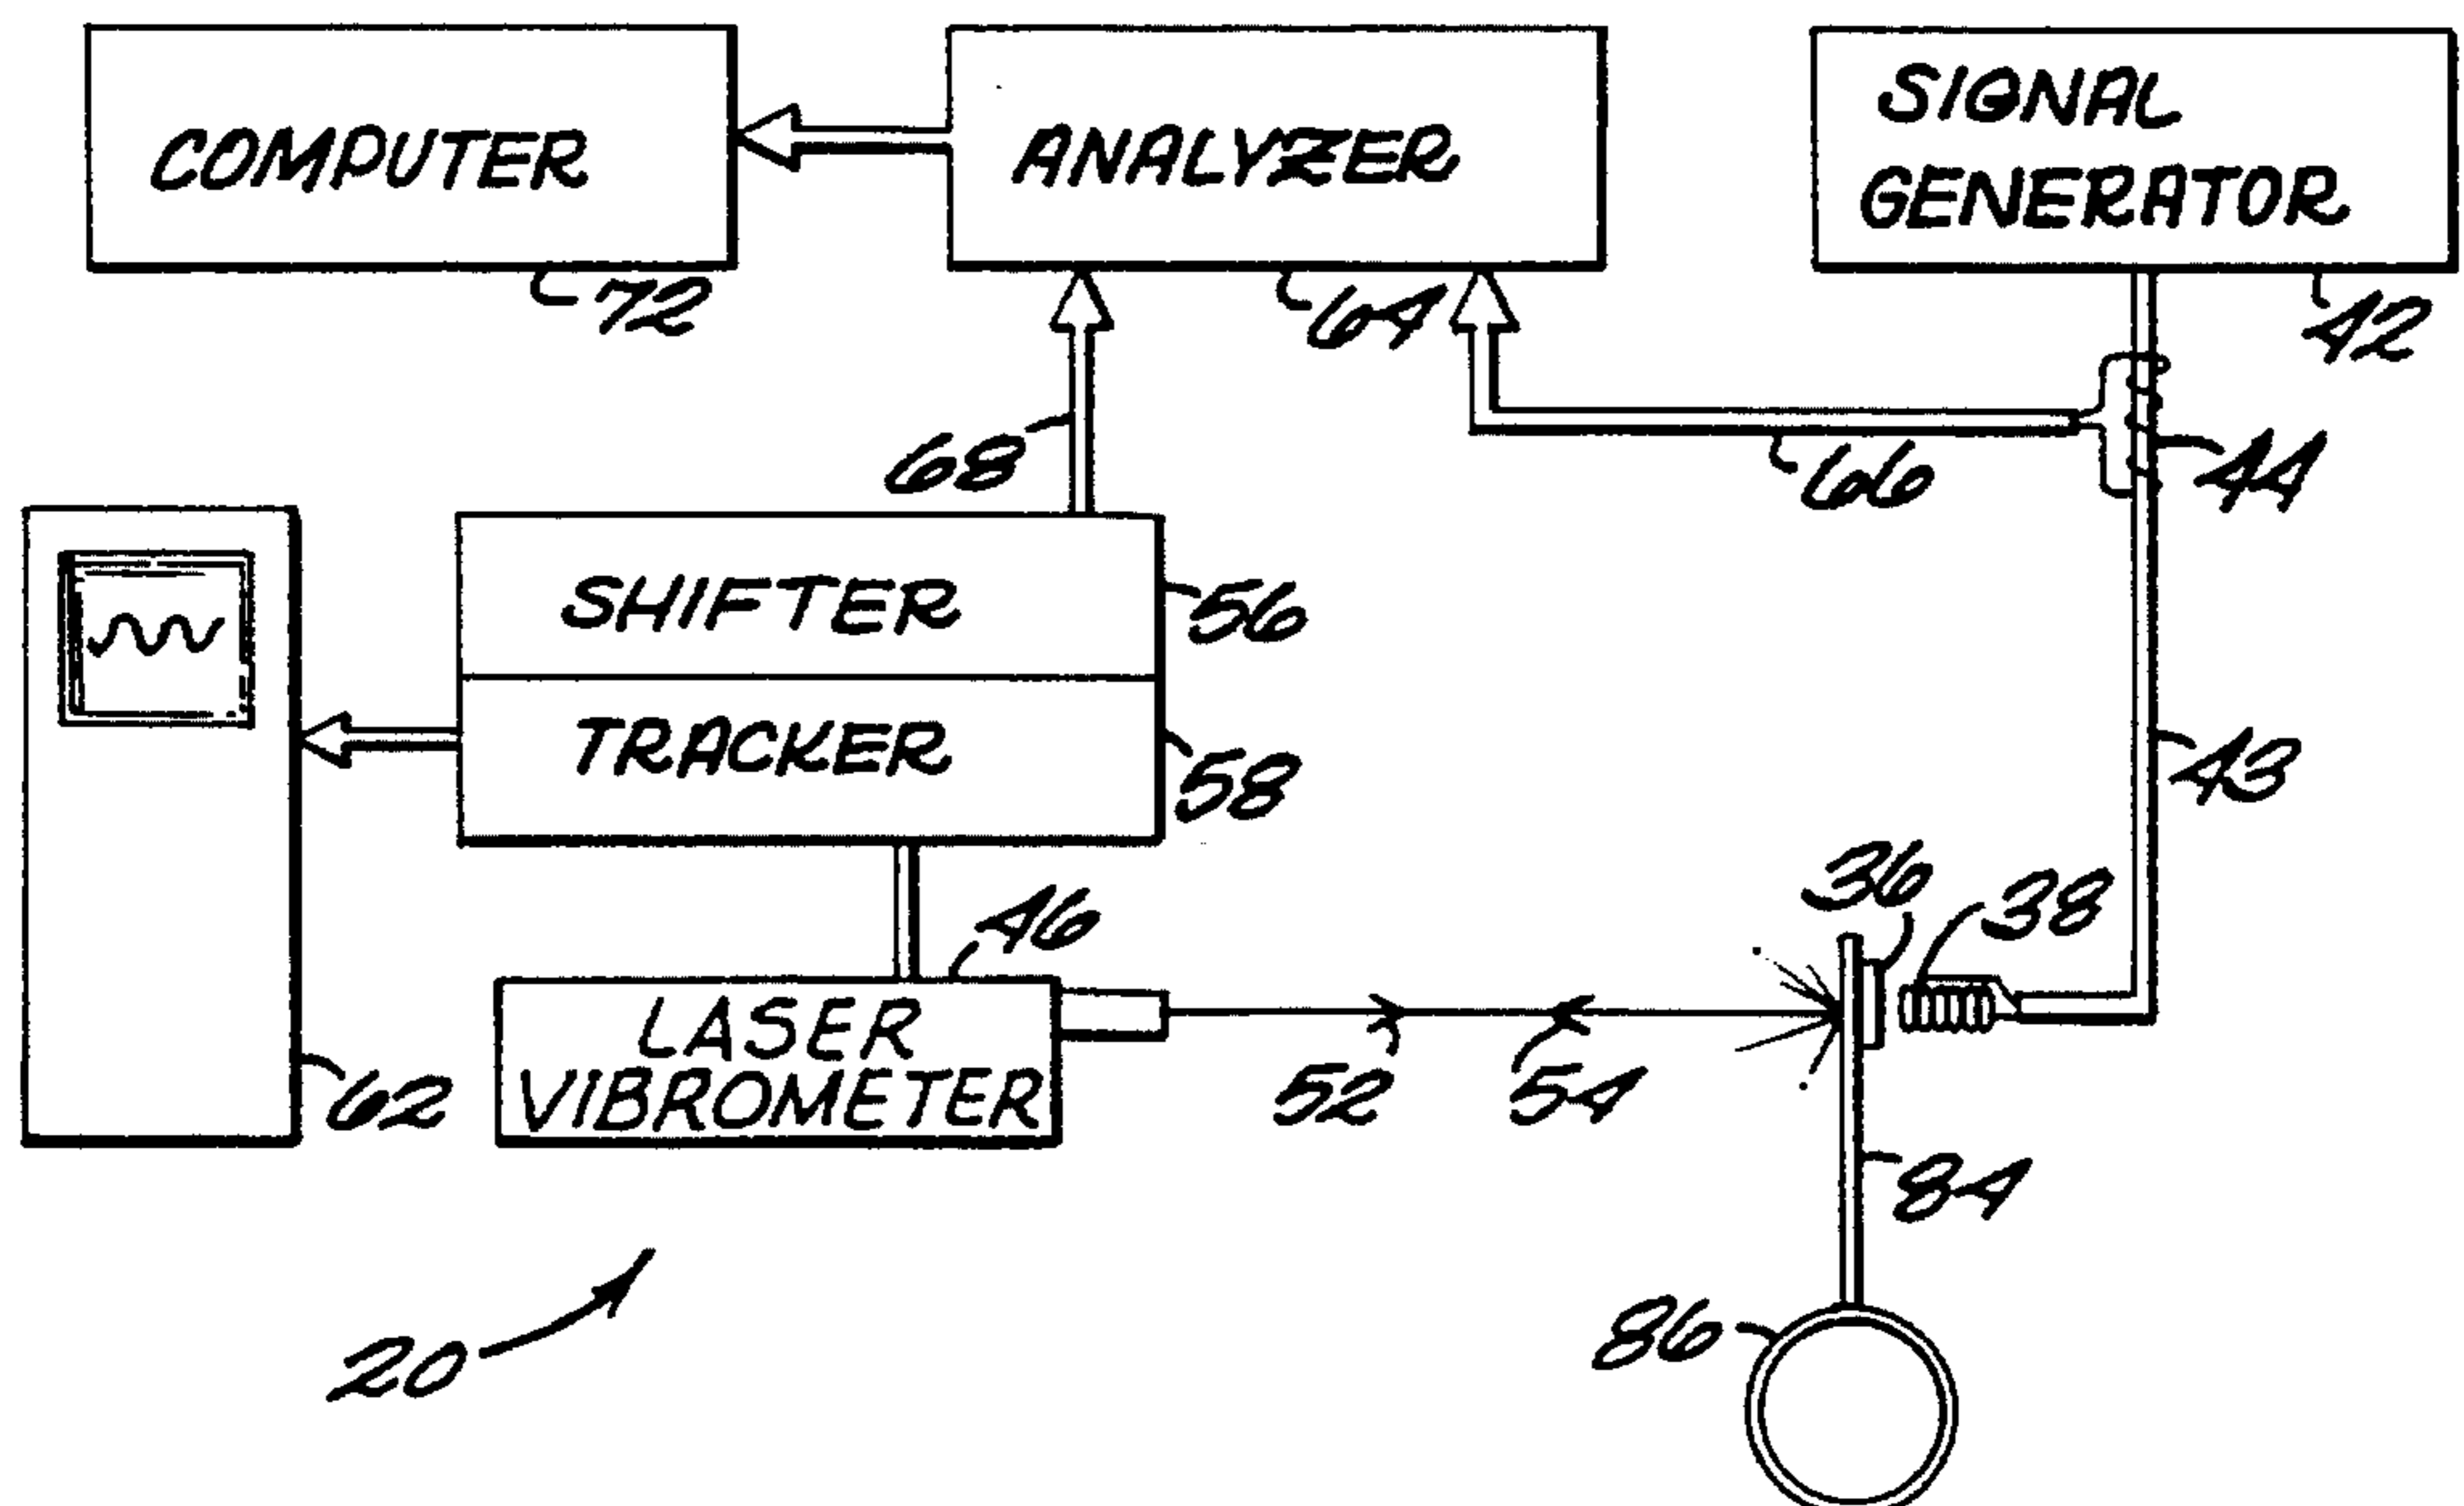 COMPUTER
ANALYZER
SIGNAL
GENERATOR
72
64
42
68
66
44
SHIFTER
56
TRACKER
58
43
62
46
36
38
LASER
VIBROMETER
52
54
84
20
86